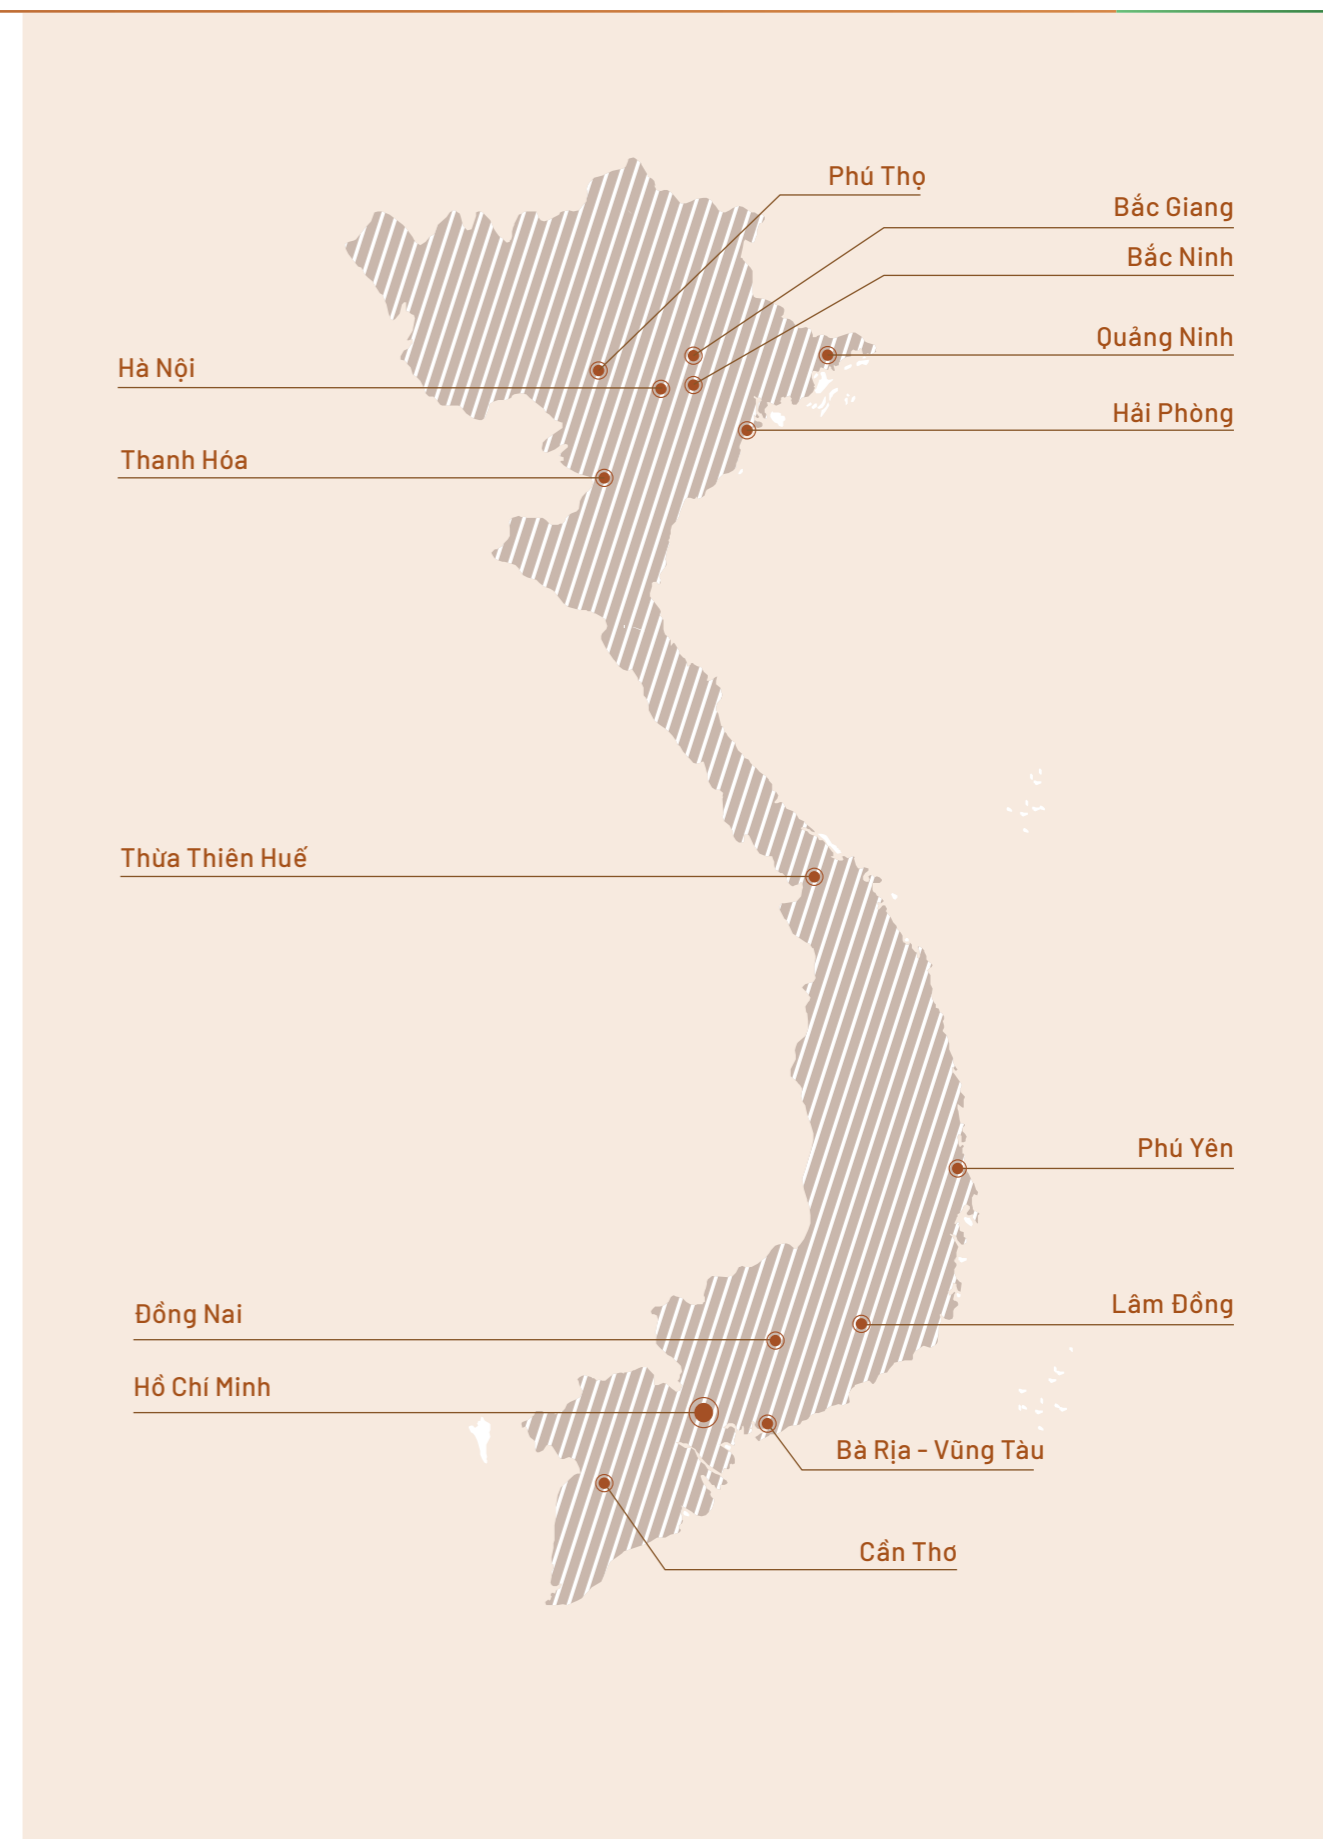 Phú Thọ
Bắc Giang
Bắc Ninh
Quảng Ninh
Hà Nội
Hải Phòng
Thanh Hóa
Thừa Thiên Huế
Phú Yên
Lâm Đồng
Đồng Nai
Hồ Chí Minh
Bà Rịa - Vũng Tàu
Cần Thơ